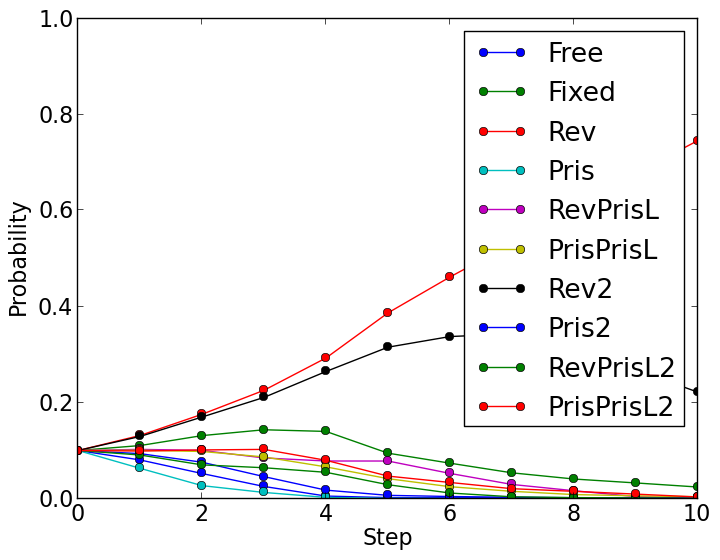 1.0
0.8
0.6
0.4
0.2
0.0
Probability
Free
Fixed
Rev
Pris
RevPrisL
PrisPrisL
Rev2
Pris2
RevPrisL2
PrisPrisL2
0 2 4 6 8 10
Step